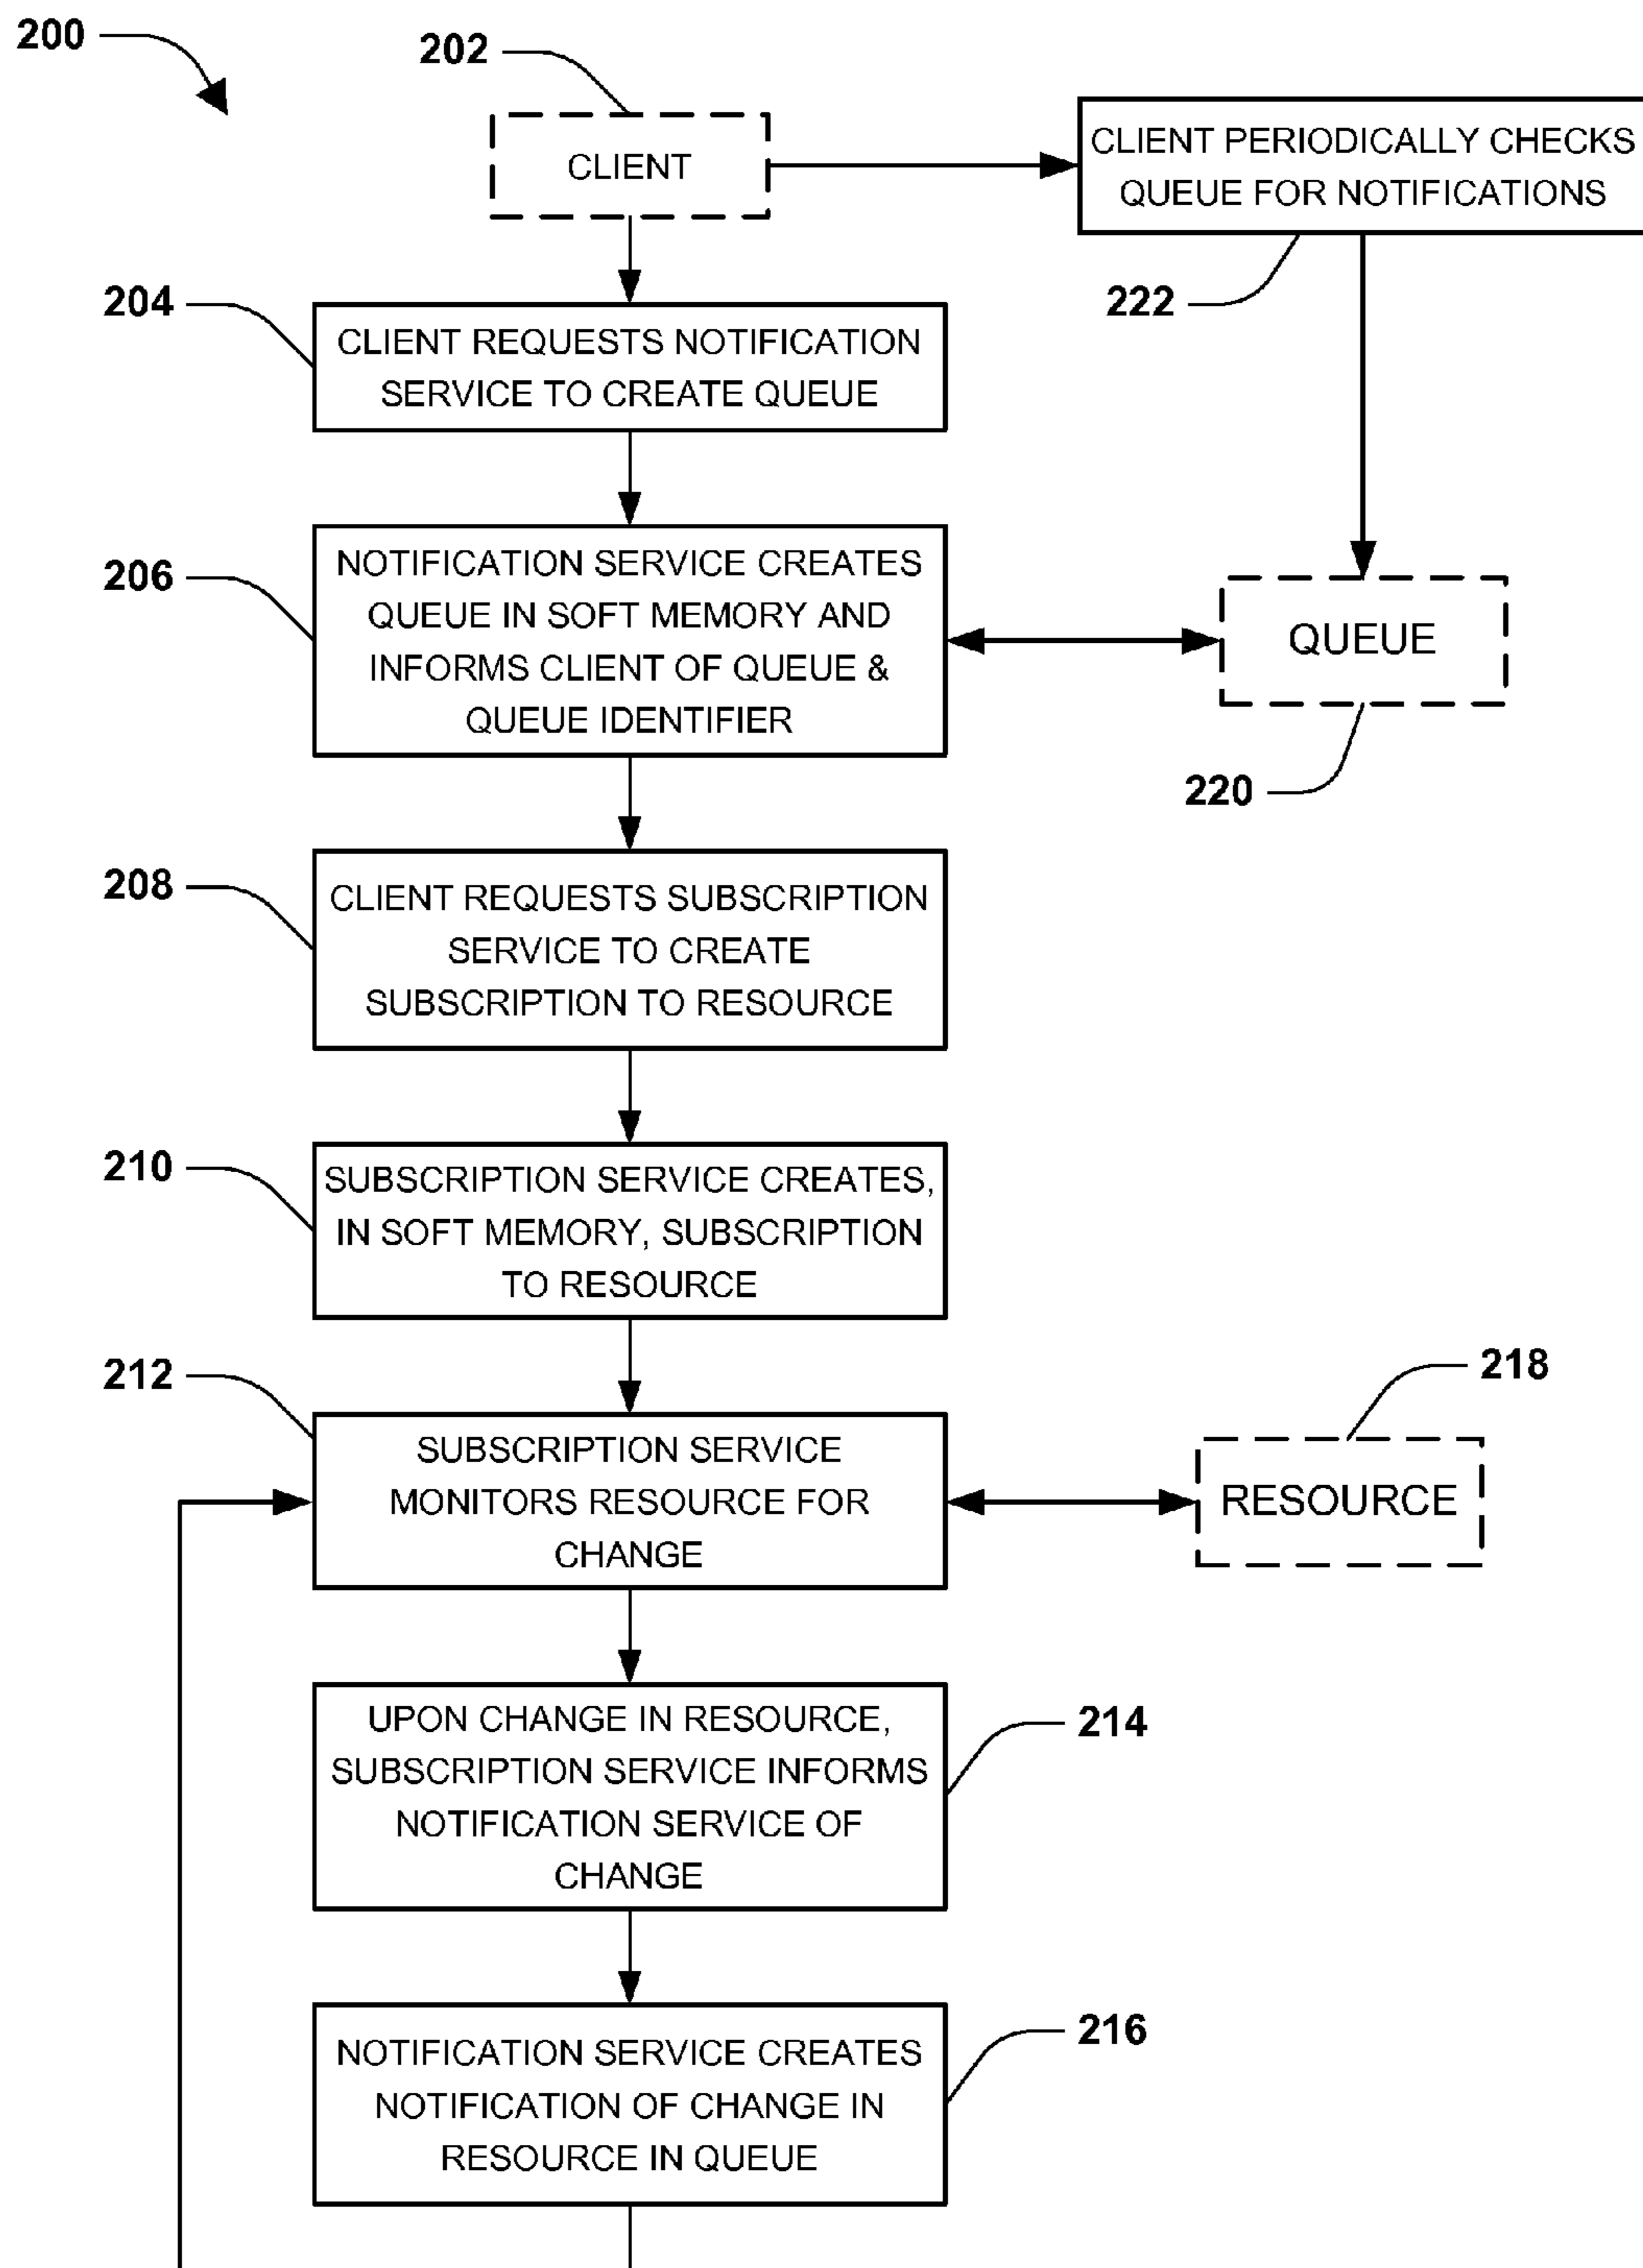 200
202
CLIENT
CLIENT PERIODICALLY CHECKS
QUEUE FOR NOTIFICATIONS
222
204
CLIENT REQUESTS NOTIFICATION
SERVICE TO CREATE QUEUE
206
NOTIFICATION SERVICE CREATES
QUEUE IN SOFT MEMORY AND
INFORMS CLIENT OF QUEUE &
QUEUE IDENTIFIER
QUEUE
220
208
CLIENT REQUESTS SUBSCRIPTION
SERVICE TO CREATE
SUBSCRIPTION TO RESOURCE
210
SUBSCRIPTION SERVICE CREATES,
IN SOFT MEMORY, SUBSCRIPTION
TO RESOURCE
212
SUBSCRIPTION SERVICE
MONITORS RESOURCE FOR
CHANGE
218
RESOURCE
UPON CHANGE IN RESOURCE,
SUBSCRIPTION SERVICE INFORMS
NOTIFICATION SERVICE OF
CHANGE
214
NOTIFICATION SERVICE CREATES
NOTIFICATION OF CHANGE IN
RESOURCE IN QUEUE
216